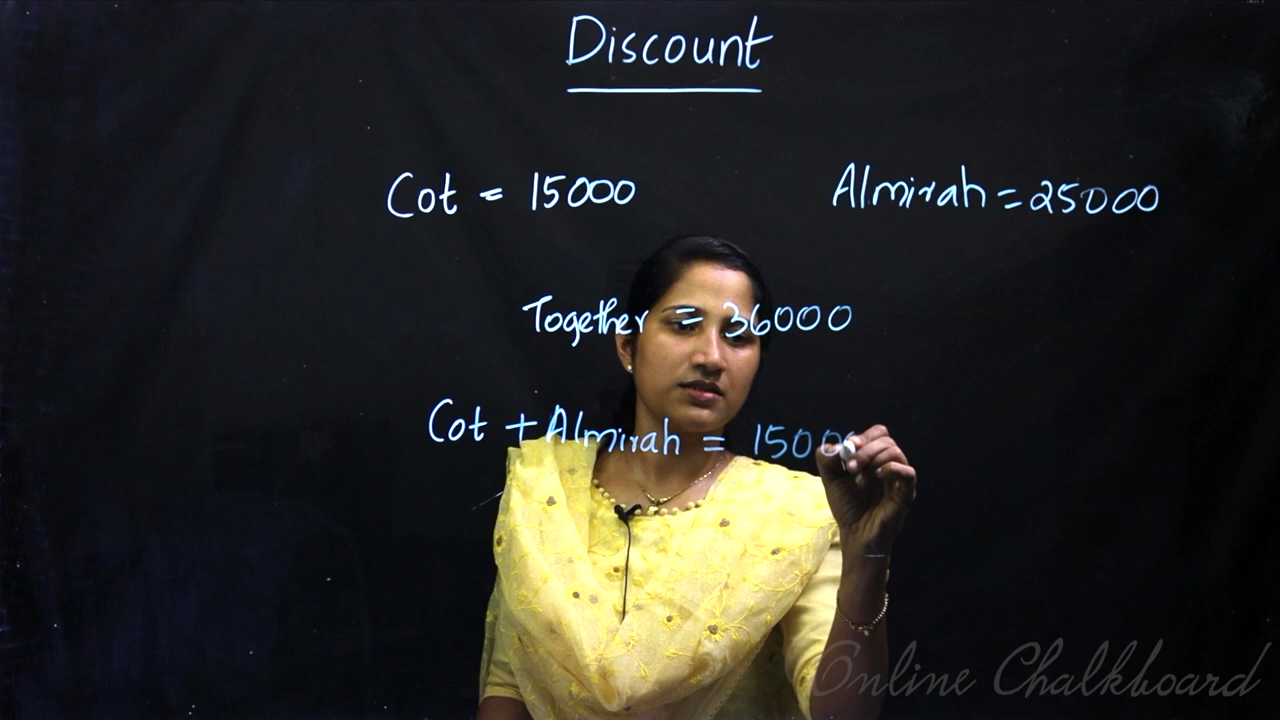 Discount
Cot = 15000 Almirah = 25000
Together = 36000
Cot + Almirah = 1500
Online Chalkboard